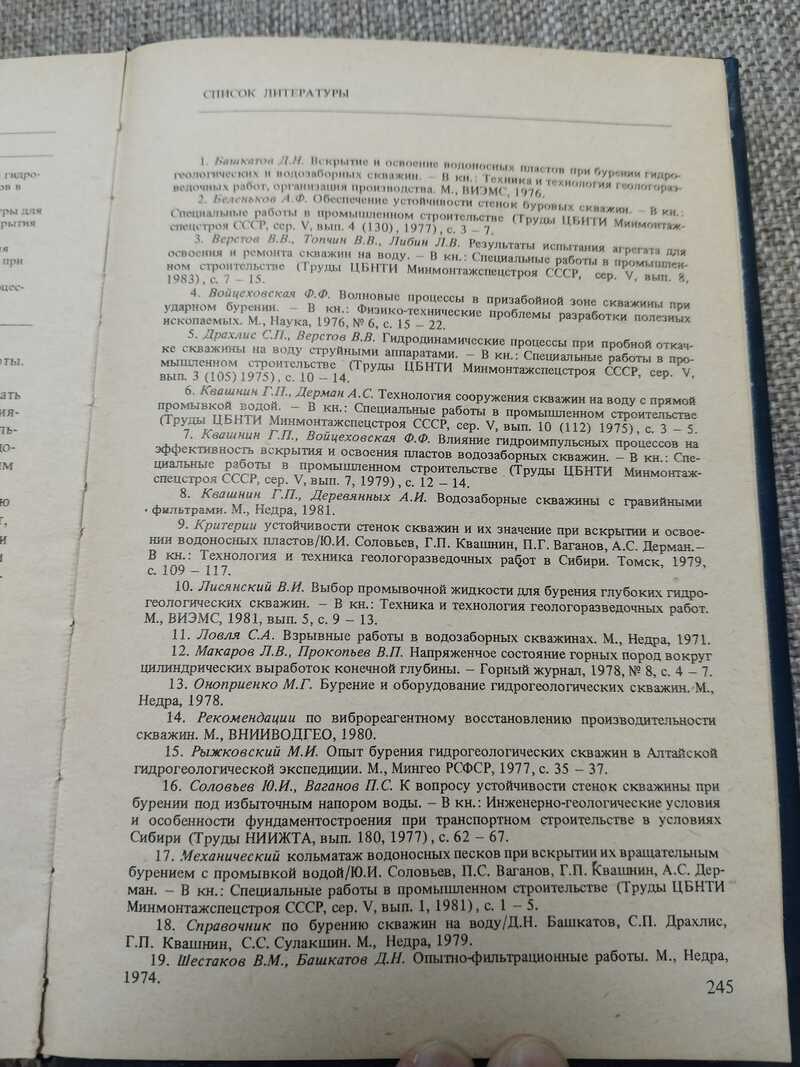 СПИСОК ЛИТЕРАТУРЫ
1. Башкатов Д.Н. Вскрытие и освоение водоносных пластов при бурении гидро-
геологических и водозаборных скважин. – В кн.: Техника и технология геологораз-
ведочных работ, организация производства. М., ВИЭМС, 1976.
2. Беленьков А.Ф. Обеспечение устойчивости стенок буровых скважин. – В кн.:
Специальные работы в промышленном строительстве (Труды ЦБНТИ Минмонтаж-
спецстроя СССР, сер. V, вып. 4 (130), 1977), с. 3 – 7.
3. Верстов В.В., Топчин В.В., Либин Л.В. Результаты испытания агрегата для
освоения и ремонта скважин на воду. – В кн.: Специальные работы в промышлен-
ном строительстве (Труды ЦБНТИ Минмонтажспецстроя СССР, сер. V, вып. 8,
1983), с. 7 – 15.
4. Войцеховская Ф.Ф. Волновые процессы в призабойной зоне скважины при
ударном бурении. – В кн.: Физико-технические проблемы разработки полезных
ископаемых. М., Наука, 1976, № 6, с. 15 – 22.
5. Драхлис С.П., Верстов В.В. Гидродинамические процессы при пробной откач-
ке скважины на воду струйными аппаратами. – В кн.: Специальные работы в про-
мышленном строительстве (Труды ЦБНТИ Минмонтажспецстроя СССР, сер. V,
вып. 3 (105) 1975), с. 10 – 14.
6. Квашнин Г.П., Дерман А.С. Технология сооружения скважин на воду с прямой
промывкой водой. – В кн.: Специальные работы в промышленном строительстве
(Труды ЦБНТИ Минмонтажспецстроя СССР, сер. V, вып. 10 (112) 1975), с. 3 – 5.
7. Квашнин Г.П., Войцеховская Ф.Ф. Влияние гидроимпульсных процессов на
эффективность вскрытия и освоения пластов водозаборных скважин. – В кн.: Спе-
циальные работы в промышленном строительстве (Труды ЦБНТИ Минмонтаж-
спецстроя СССР, сер. V, вып. 7, 1979), с. 12 – 14.
8. Квашнин Г.П., Деревянных А.И. Водозаборные скважины с гравийными
фильтрами. М., Недра, 1981.
9. Критерии устойчивости стенок скважин и их значение при вскрытии и освое-
нии водоносных пластов/Ю.И. Соловьев, Г.П. Квашнин, П.Г. Ваганов, А.С. Дерман.–
В кн.: Технология и техника геологоразведочных работ в Сибири. Томск, 1979,
с. 109 – 117.
10. Лисянский В.И. Выбор промывочной жидкости для бурения глубоких гидро-
геологических скважин. – В кн.: Техника и технология геологоразведочных работ.
М., ВИЭМС, 1981, вып. 5, с. 9 – 13.
11. Ловля С.А. Взрывные работы в водозаборных скважинах. М., Недра, 1971.
12. Макаров Л.В., Прокопьев В.П. Напряженное состояние горных пород вокруг
цилиндрических выработок конечной глубины. – Горный журнал, 1978, № 8, с. 4 – 7.
13. Оноприенко М.Г. Бурение и оборудование гидрогеологических скважин. М.,
Недра, 1978.
14. Рекомендации по виброреагентному восстановлению производительности
скважин. М., ВНИИВОДГЕО, 1980.
15. Рыжковский М.И. Опыт бурения гидрогеологических скважин в Алтайской
гидрогеологической экспедиции. М., Мингео РСФСР, 1977, с. 35 – 37.
16. Соловьев Ю.И., Ваганов П.С. К вопросу устойчивости стенок скважины при
бурении под избыточным напором воды. – В кн.: Инженерно-геологические условия
и особенности фундаментостроения при транспортном строительстве в условиях
Сибири (Труды НИИЖТА, вып. 180, 1977), с. 62 – 67.
17. Механический кольматаж водоносных песков при вскрытии их вращательным
бурением с промывкой водой/Ю.И. Соловьев, П.С. Ваганов, Г.П. Квашнин, А.С. Дер-
ман. – В кн.: Специальные работы в промышленном строительстве (Труды ЦБНТИ
Минмонтажспецстроя СССР, сер. V, вып. 1, 1981), с. 1 – 5.
18. Справочник по бурению скважин на воду/Д.Н. Башкатов, С.П. Драхлис,
Г.П. Квашнин, С.С. Сулакшин. М., Недра, 1979.
19. Шестаков В.М., Башкатов Д.Н. Опытно-фильтрационные работы. М., Недра,
1974.
245